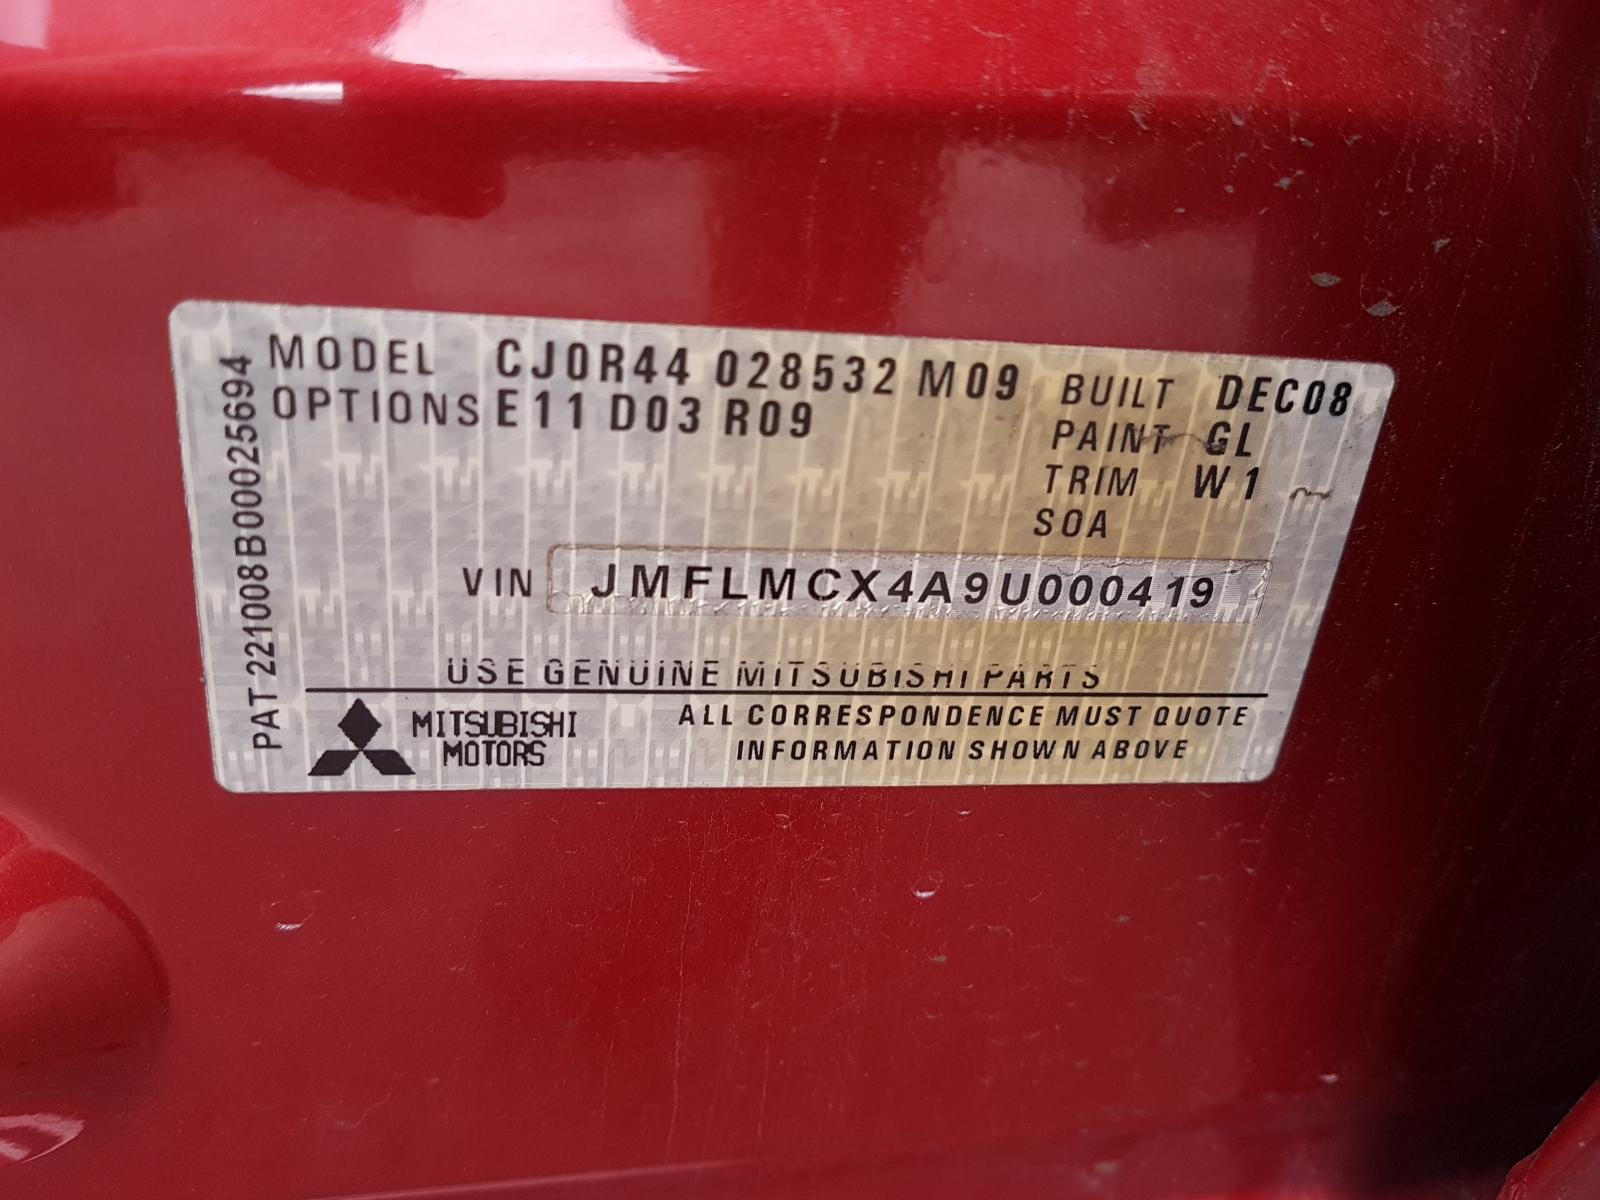 PAT 221008B00025694
MODEL CJ0R44 028532 M09 BUILT DEC08
OPTIONS E11 D03 R09 PAINT GL
TRIM W1
SOA
VIN JMFLMCX4A9U000419
USE GENUINE MITSUBISHI PARTS
MITSUBISHI MOTORS
ALL CORRESPONDENCE MUST QUOTE
INFORMATION SHOWN ABOVE